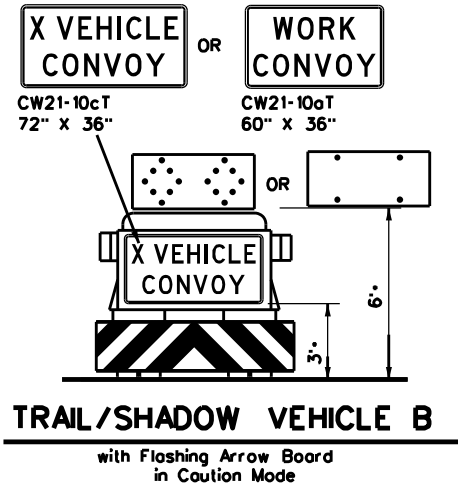 X VEHICLE
CONVOY
OR
WORK
CONVOY
CW21-10cT
72" X 36"
CW21-10aT
60" X 36"
OR
X VEHICLE
CONVOY
3'
6'
TRAIL/SHADOW VEHICLE B
with Flashing Arrow Board
in Caution Mode